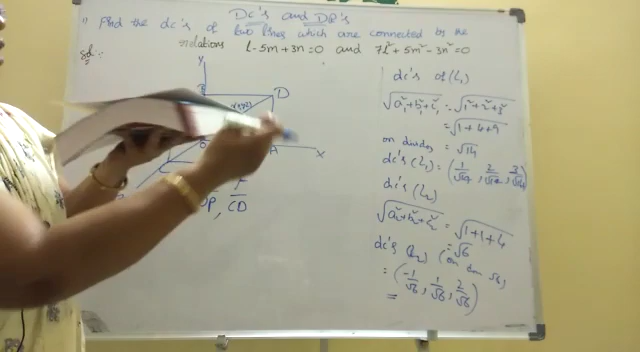 DC's and DR's
1) Find the dc's of two lines which are connected by the
relations l-5m+3n=0 and 7l²+5m²-3n²=0
Sol:-
Y
B
D
A
X
C
OP, CD
dc's of (L₁)
√a₁²+b₁²+c₁² = √1²+2²+3²
= √1+4+9
= √14
on dividing
dc's (L₁) = (1/√14, 2/√14, 3/√14)
dc's (L₂)
√a₂²+b₂²+c₂² = √1+1+4
= √6
dc's (L₂) (on √6,
= (-1/√6, 1/√6, 2/√6)